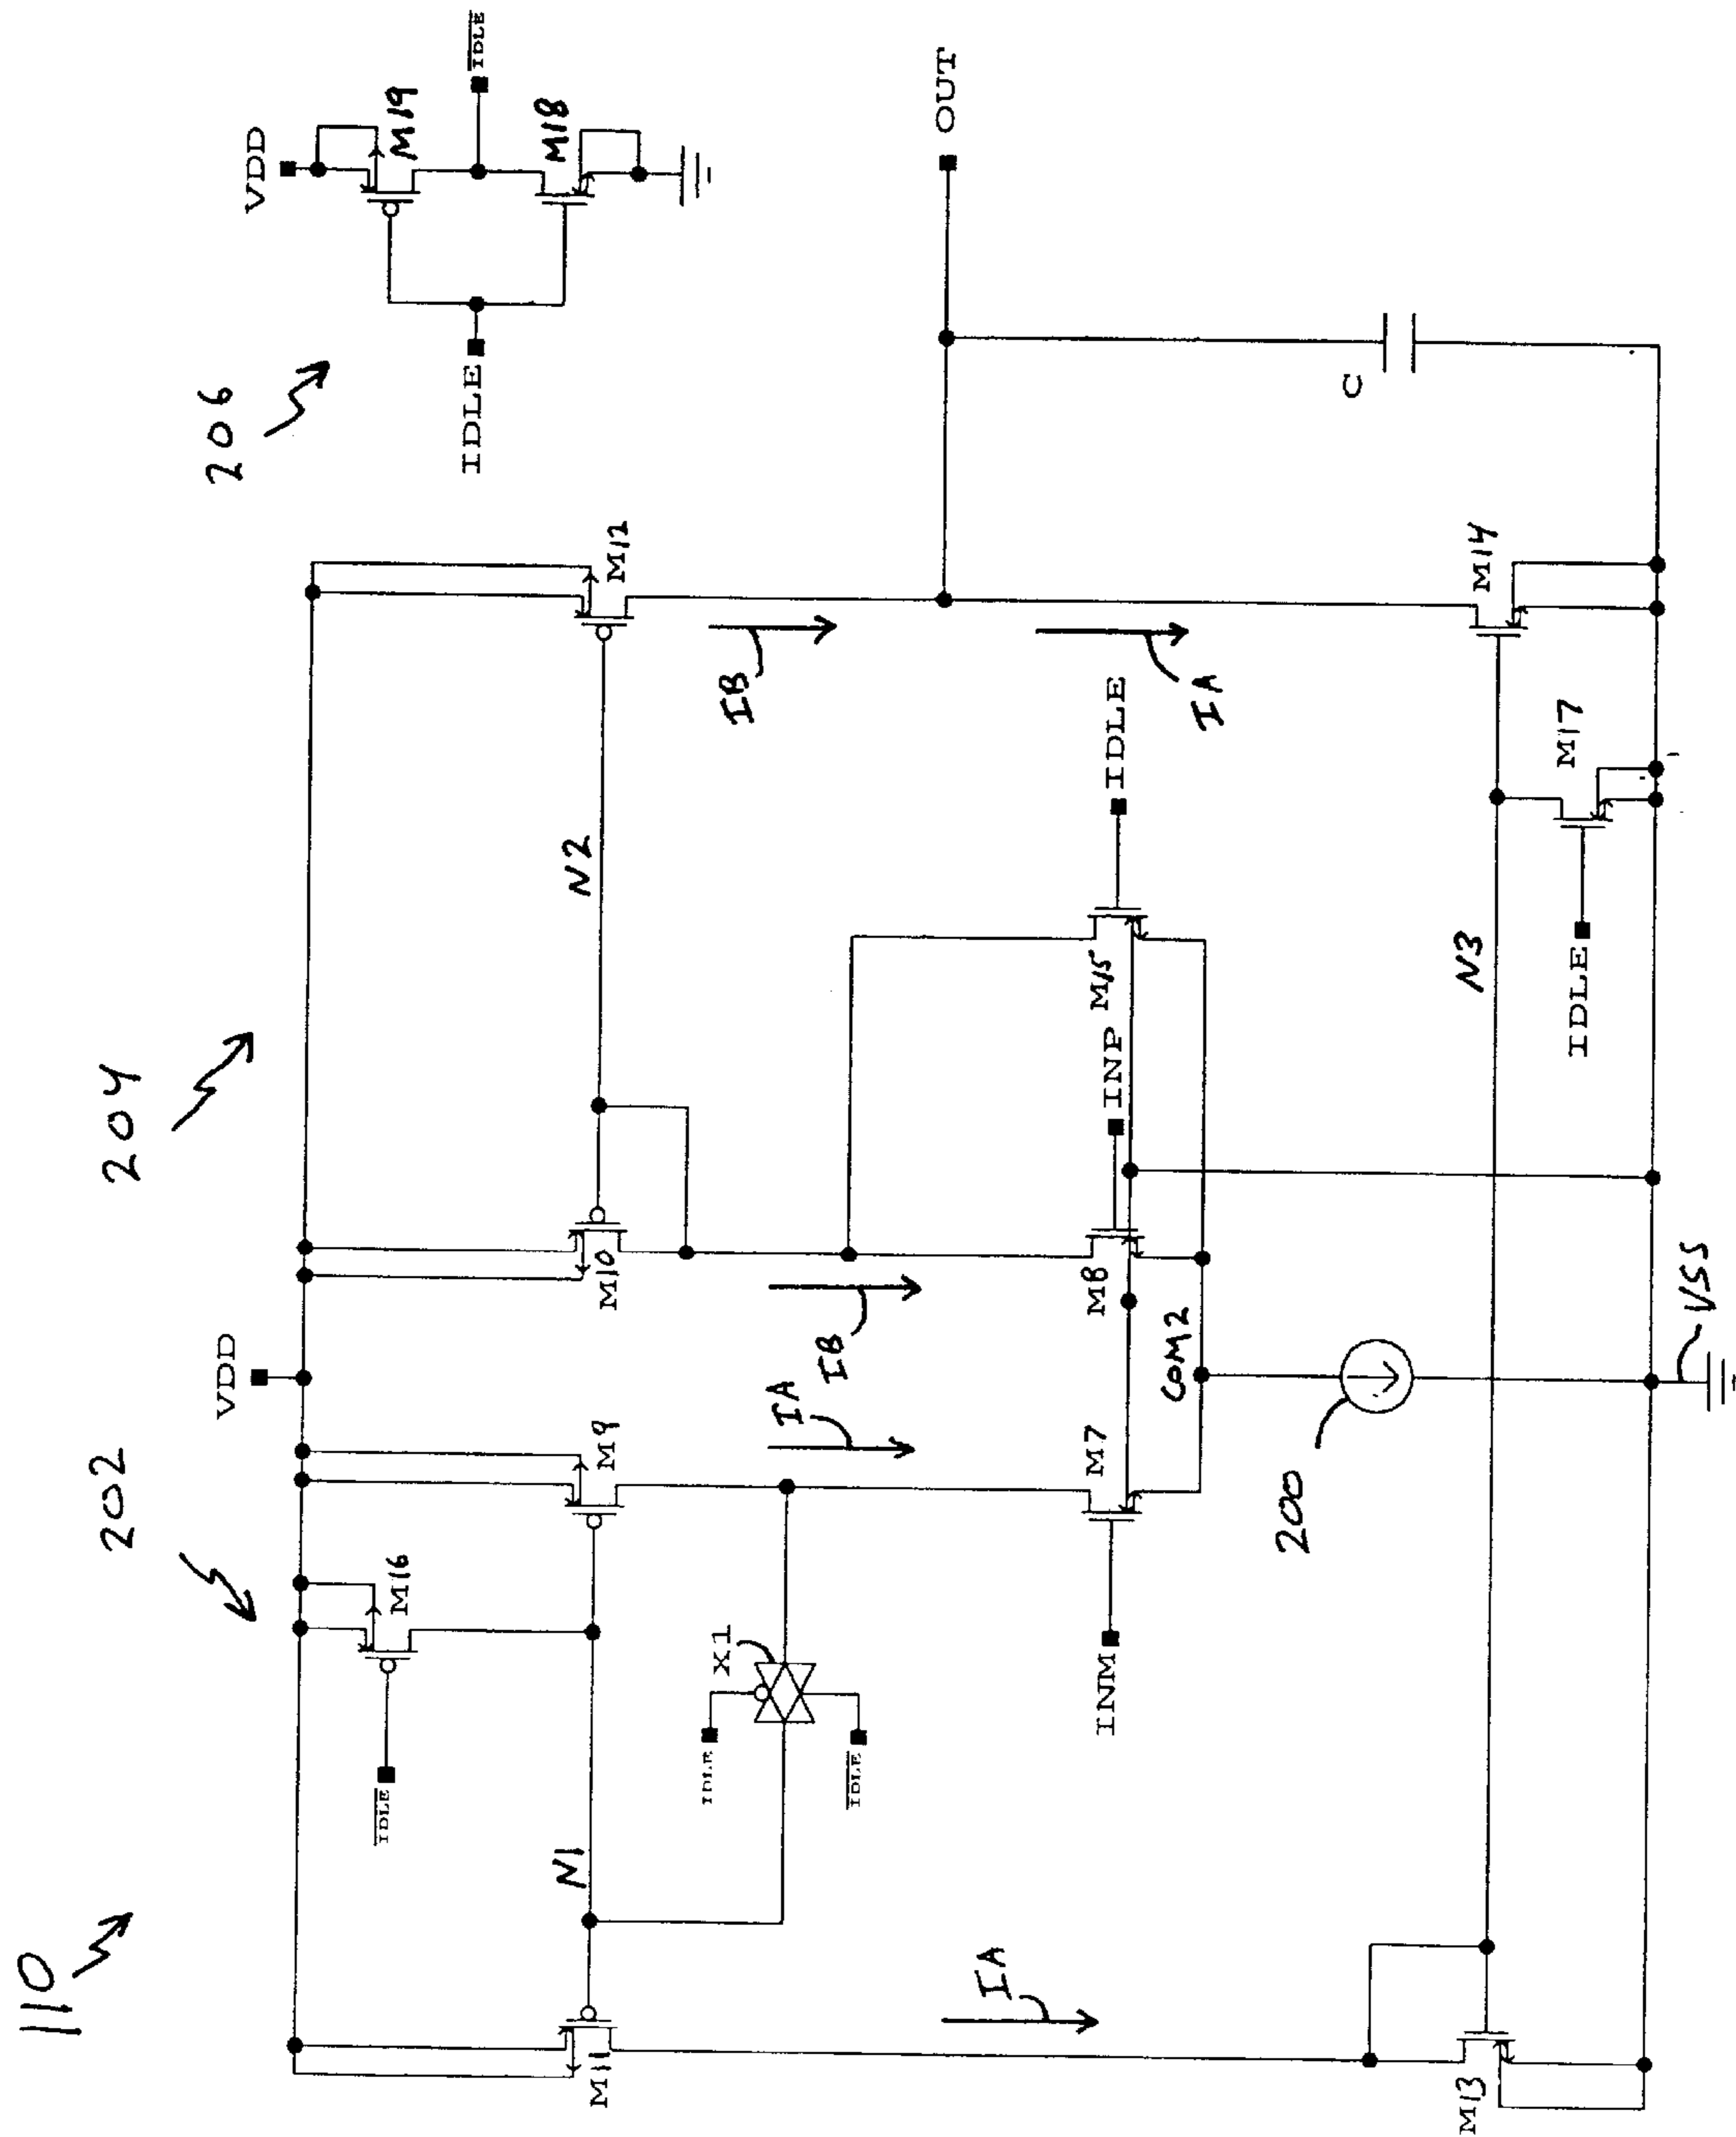 110
202
204
206
VDD
VDD
M19
IDLE
IDLE
M18
M16
IDLE
M11
M9
M10
M12
N1
N2
X1
IDLE
IDLE
IA
IA
IB
IB
IA
OUT
INM
M7
M8
INP
M15
IDLE
COM2
200
N3
C
M13
IDLE
M17
M14
VSS